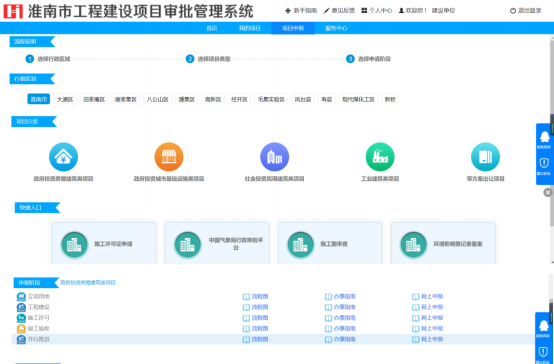 淮南市工程建设项目审批管理系统
新手指南 意见反馈 个人中心 欢迎您! 建设单位 退出登录
首页 我的项目 项目申报 服务中心
流程说明
1 选择行政区域 2 选择项目类型 3 选择申请阶段
行政区划
淮南市 大通区 田家庵区 谢家集区 八公山区 潘集区 高新区 经开区 毛集实验区 凤台县 寿县 现代煤化工区 新桥
项目分类
政府投资房屋建筑类项目 政府投资城市基础设施类项目 社会投资民用建筑类项目 工业建筑类项目 带方案出让项目
快捷入口
施工许可证申请 中国气象局行政审批平台 施工图审查 环境影响登记表备案
申报阶段 政府投资房屋建筑类项目
立项用地 流程图 办事指南 网上申报
工程建设 流程图 办事指南 网上申报
施工许可 流程图 办事指南 网上申报
竣工验收 流程图 办事指南 网上申报
并行推进 流程图 办事指南 网上申报